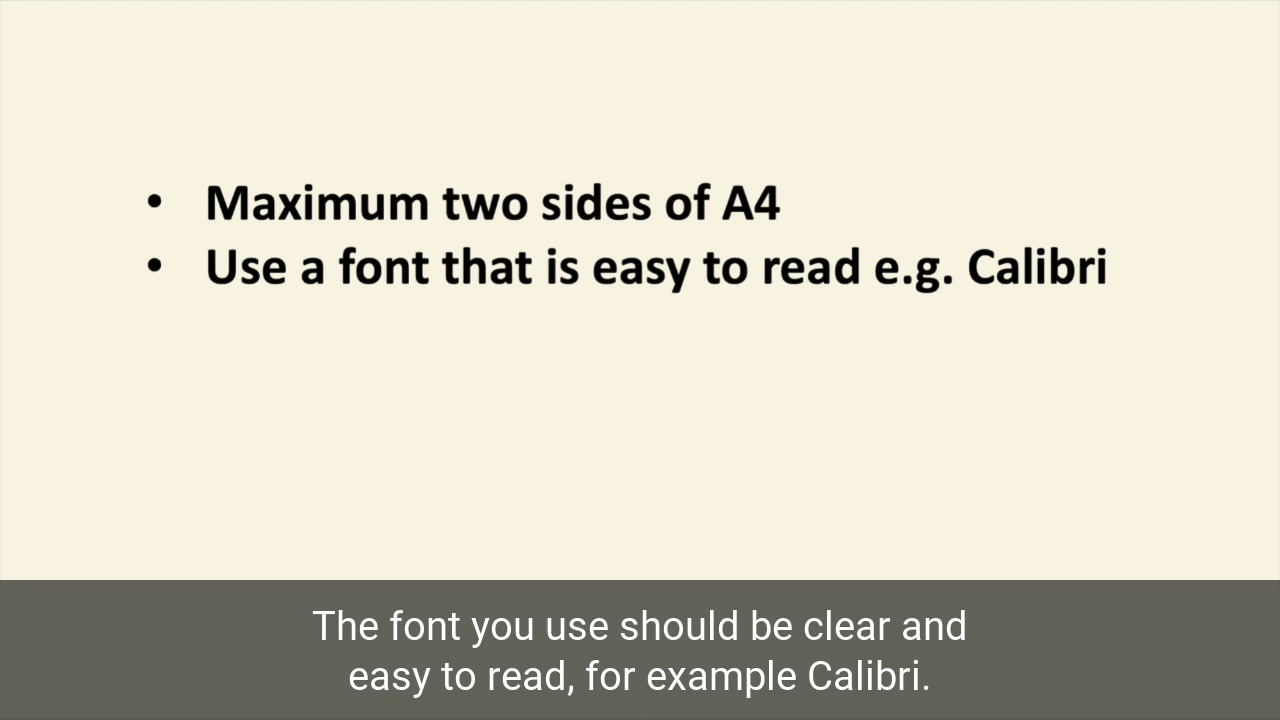 • Maximum two sides of A4
• Use a font that is easy to read e.g. Calibri
The font you use should be clear and
easy to read, for example Calibri.